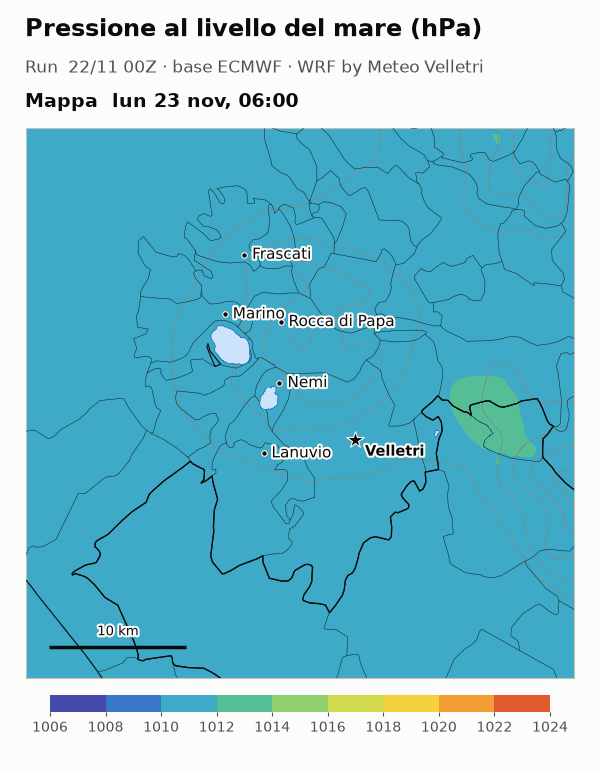 Pressione al livello del mare (hPa)
Run  22/11 00Z · base ECMWF · WRF by Meteo Velletri
Mappa  lun 23 nov, 06:00
Frascati
Marino
Rocca di Papa
Nemi
Velletri
Lanuvio
10 km
1006 1008 1010 1012 1014 1016 1018 1020 1022 1024